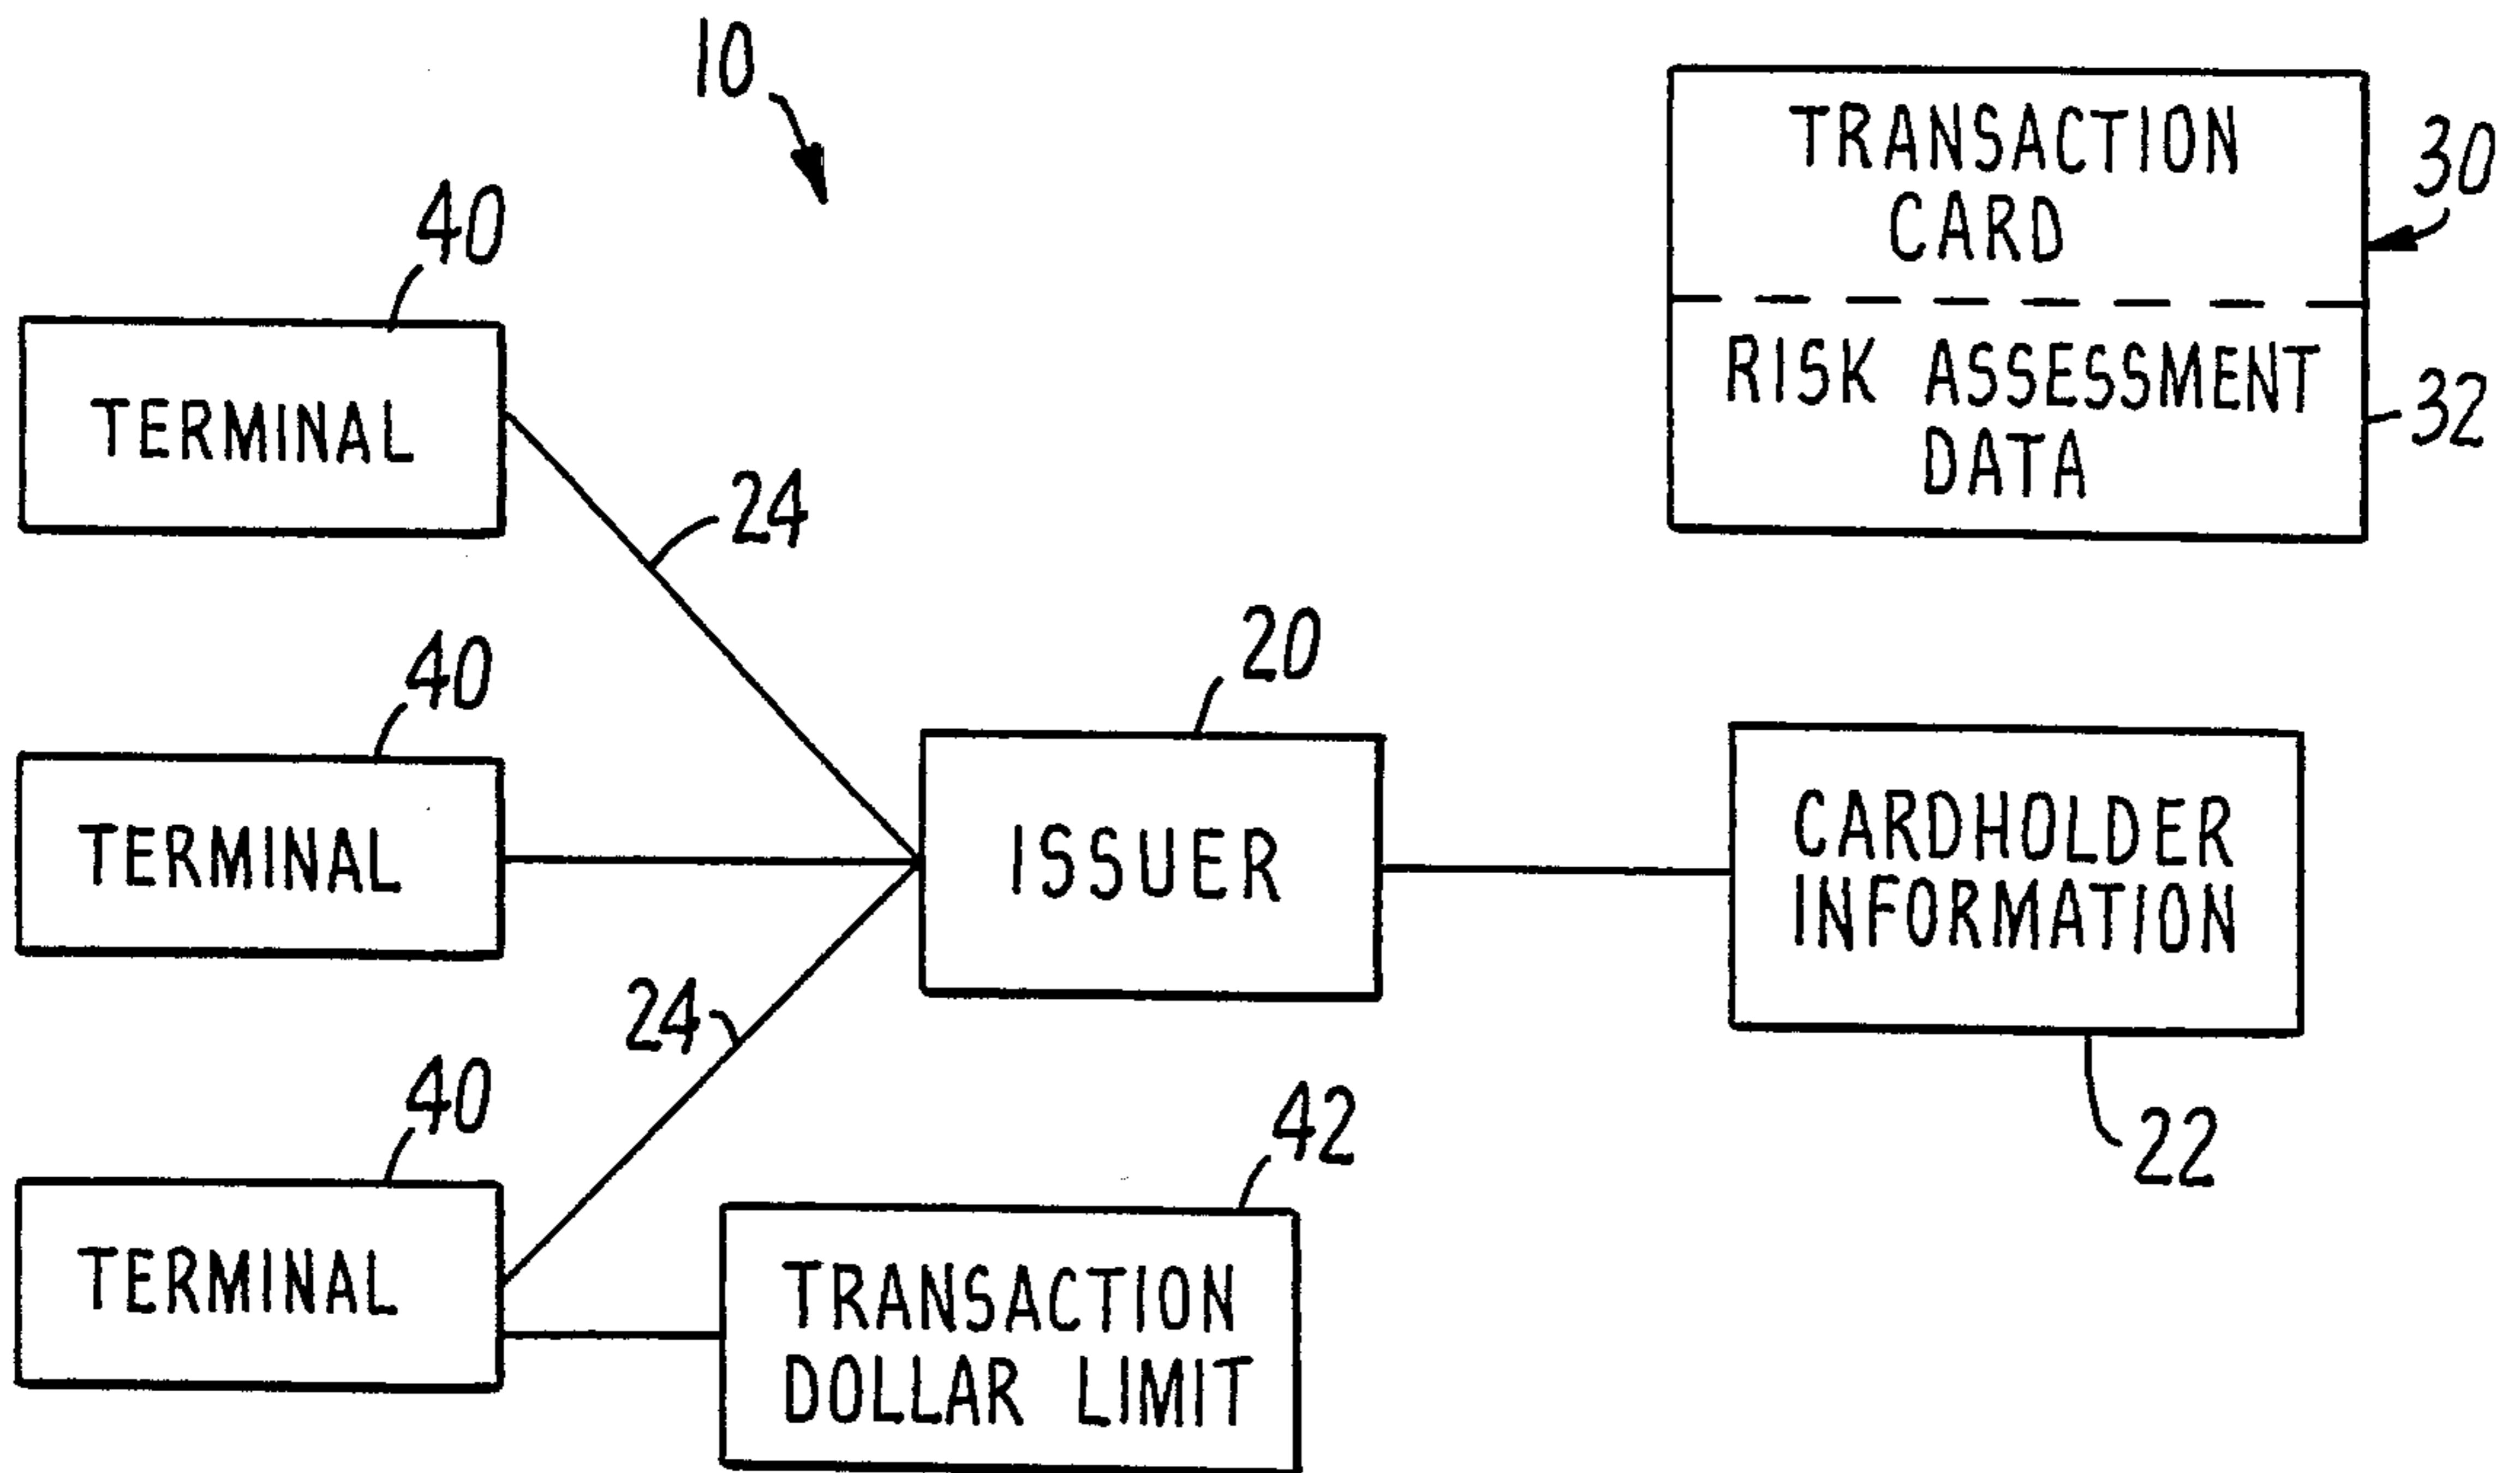 10
TRANSACTION
CARD
30
RISK ASSESSMENT
DATA
32
40
TERMINAL
24
40
TERMINAL
20
ISSUER
CARDHOLDER
INFORMATION
22
24
40
TERMINAL
42
TRANSACTION
DOLLAR LIMIT